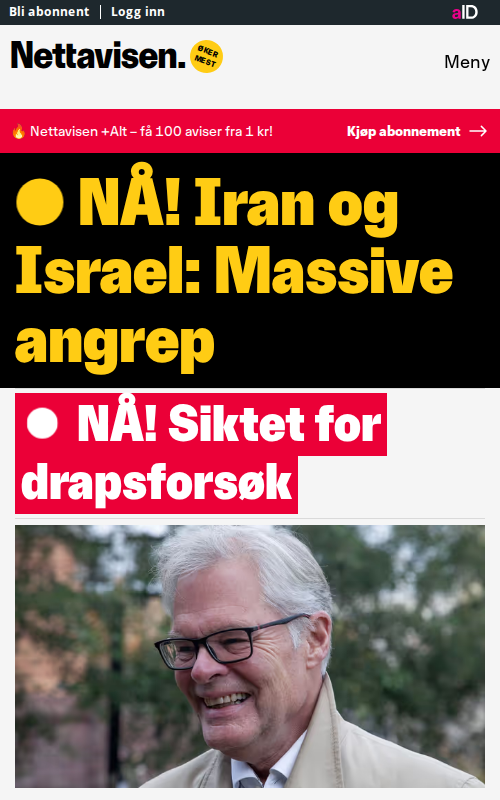 Bli abonnent | Logg inn
aID
Nettavisen.
ØKER
MEST
Meny
🔥 Nettavisen +Alt – få 100 aviser fra 1 kr!
Kjøp abonnement →
NÅ! Iran og
Israel: Massive
angrep
NÅ! Siktet for
drapsforsøk